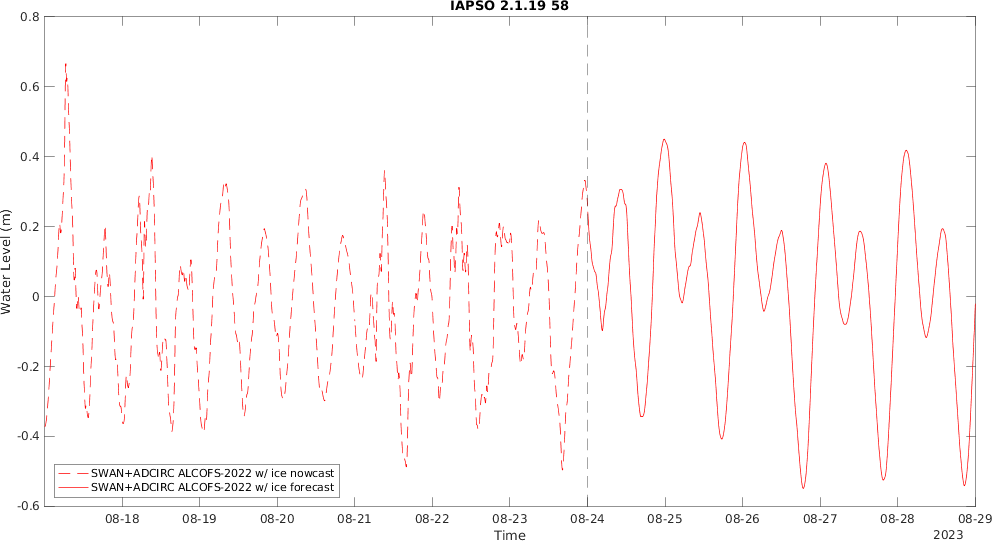 IAPSO 2.1.19 58
0.8
0.6
0.4
0.2
0
-0.2
-0.4
-0.6
Water Level (m)
SWAN+ADCIRC ALCOFS-2022 w/ ice nowcast
SWAN+ADCIRC ALCOFS-2022 w/ ice forecast
08-18 08-19 08-20 08-21 08-22 08-23 08-24 08-25 08-26 08-27 08-28 08-29
Time
2023